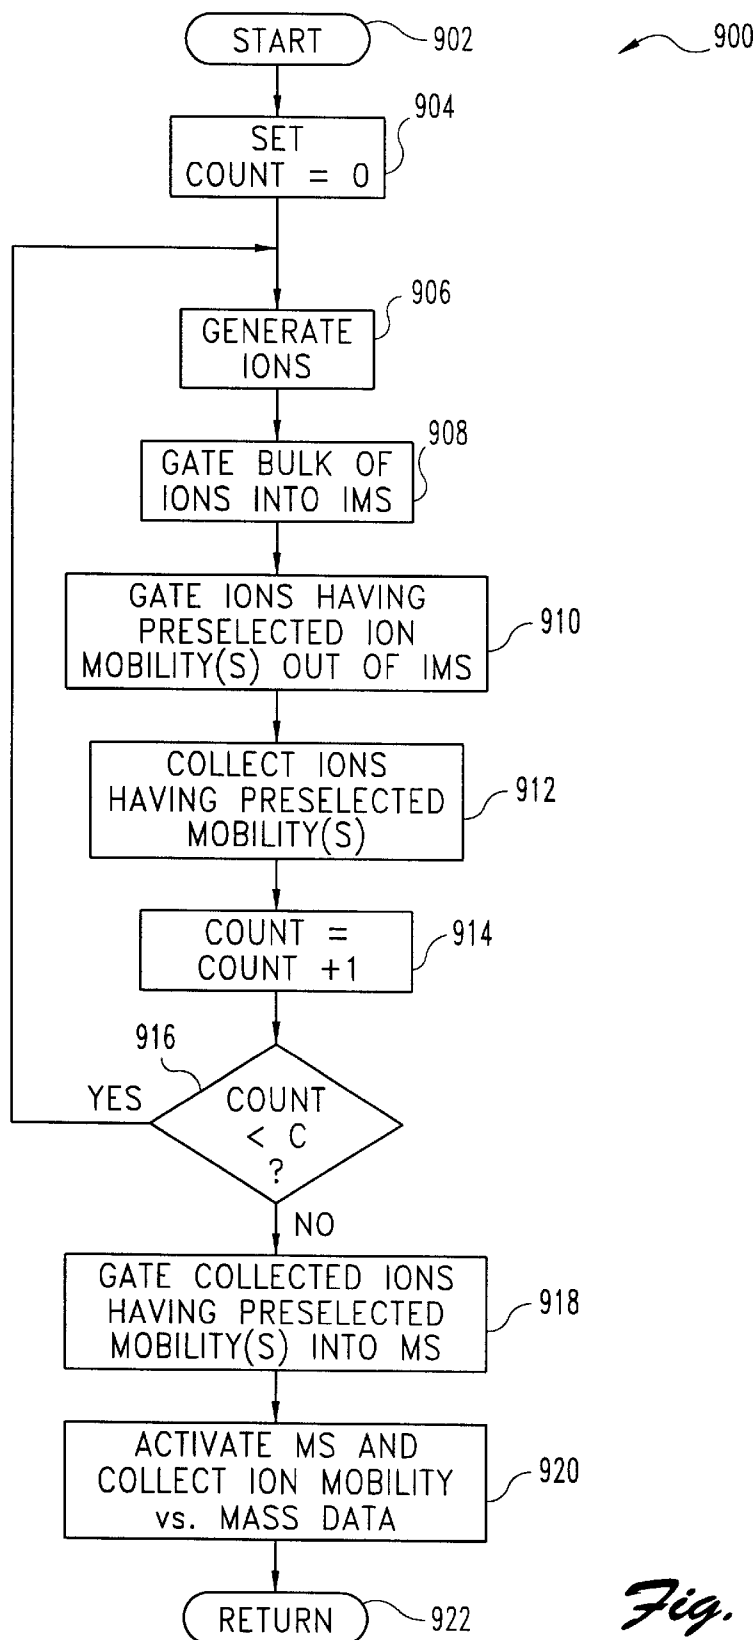 START
902
900
904
SET
COUNT = 0
906
GENERATE
IONS
908
GATE BULK OF
IONS INTO IMS
GATE IONS HAVING
PRESELECTED ION
MOBILITY(S) OUT OF IMS
910
COLLECT IONS
HAVING PRESELECTED
MOBILITY(S)
912
COUNT =
COUNT +1
914
916
YES
COUNT
< C
?
NO
GATE COLLECTED IONS
HAVING PRESELECTED
MOBILITY(S) INTO MS
918
ACTIVATE MS AND
COLLECT ION MOBILITY
vs. MASS DATA
920
RETURN
922
Fig.